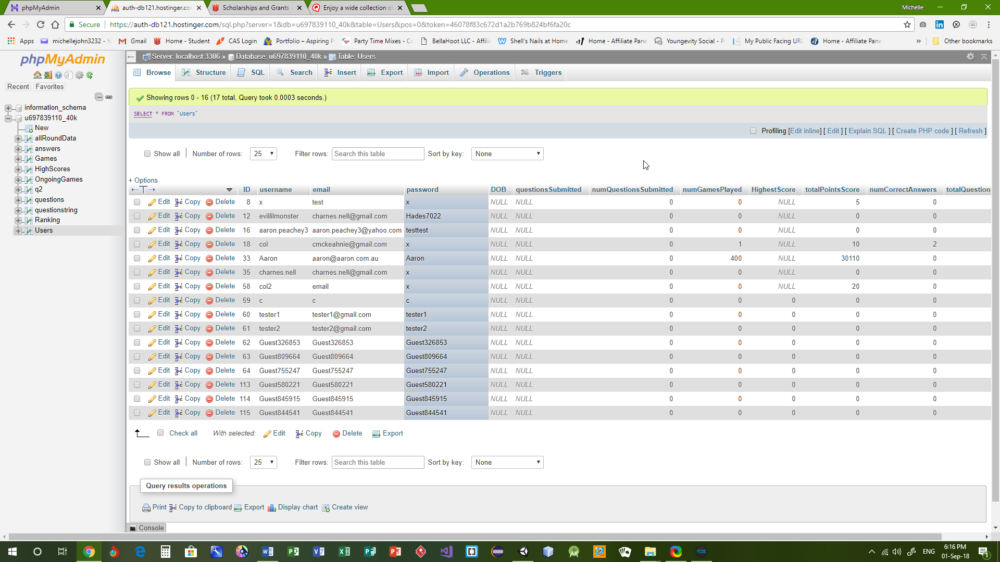 phpMyAdmin
auth-db121.hostinger.co
Scholarships and Grants -
Enjoy a wide collection o
Michelle
Secure
https://auth-db121.hostinger.com/sql.php?server=1&db=u697839110_40k&table=Users&pos=0&token=46078f83c672d1a2b769b824bf6fa20c
Apps
michellejohn3232 - Y
Gmail
Home - Student
CAS Login
Portfolio – Aspiring P
Party Time Mixes - Co
BellaHoot LLC - Affili
Shell's Nails at Home
Home - Affiliate Pane
Youngevity Social - P
My Public Facing URL
Home - Affiliate Pane
»
Other bookmarks
phpMyAdmin
Recent
Favorites
information_schema
u697839110_40k
New
allRoundData
answers
Games
HighScores
OngoingGames
q2
questions
questionstring
Ranking
Users
Server: localhost:3306 » Database: u697839110_40k » Table: Users
Browse Structure SQL Search Insert Export Import Operations Triggers
Showing rows 0 - 16 (17 total, Query took 0.0003 seconds.)
SELECT * FROM `Users`
Profiling [Edit inline] [ Edit ] [ Explain SQL ] [ Create PHP code ] [ Refresh ]
Show all | Number of rows: 25 Filter rows: Search this table Sort by key: None
+ Options
←T→ ID username email password DOB questionsSubmitted numQuestionsSubmitted numGamesPlayed HighestScore totalPointsScore numCorrectAnswers totalQuestions
Edit Copy Delete 8 x test x NULL NULL 0 0 NULL 5 0
Edit Copy Delete 12 evillilmonster charnes.nell@gmail.com Hades7022 NULL NULL 0 0 NULL 0 0
Edit Copy Delete 16 aaron.peachey3 aaron.peachey3@yahoo.com testtest NULL NULL 0 0 NULL 0 0
Edit Copy Delete 18 col cmckeahnie@gmail.com x NULL NULL 0 1 NULL 10 2
Edit Copy Delete 33 Aaron aaron@aaron.com.au Aaron NULL NULL 0 400 NULL 30110 0
Edit Copy Delete 35 charnes.nell charnes.nell@gmail.com x NULL NULL 0 0 NULL 0 0
Edit Copy Delete 58 col2 email x NULL NULL 0 0 NULL 20 0
Edit Copy Delete 59 c c c NULL NULL 0 0 0 0 0
Edit Copy Delete 60 tester1 tester1@gmail.com tester1 NULL NULL 0 0 0 0 0
Edit Copy Delete 61 tester2 tester2@gmail.com tester2 NULL NULL 0 0 0 0 0
Edit Copy Delete 62 Guest326853 Guest326853 Guest326853 NULL NULL 0 0 0 0 0
Edit Copy Delete 63 Guest809664 Guest809664 Guest809664 NULL NULL 0 0 0 0 0
Edit Copy Delete 64 Guest755247 Guest755247 Guest755247 NULL NULL 0 0 0 0 0
Edit Copy Delete 113 Guest580221 Guest580221 Guest580221 NULL NULL 0 0 0 0 0
Edit Copy Delete 114 Guest845915 Guest845915 Guest845915 NULL NULL 0 0 0 0 0
Edit Copy Delete 115 Guest844541 Guest844541 Guest844541 NULL NULL 0 0 0 0 0
Check all With selected: Edit Copy Delete Export
Show all | Number of rows: 25 Filter rows: Search this table Sort by key: None
Query results operations
Print Copy to clipboard Export Display chart Create view
Console
ENG
6:16 PM
01-Sep-18
1